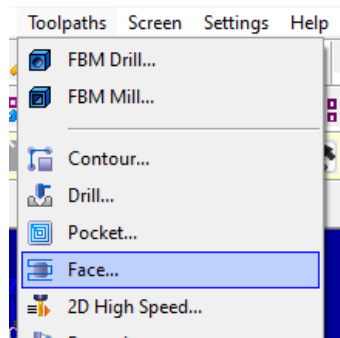 Toolpaths Screen Settings Help
FBM Drill...
FBM Mill...
Contour...
Drill...
Pocket...
Face...
2D High Speed...